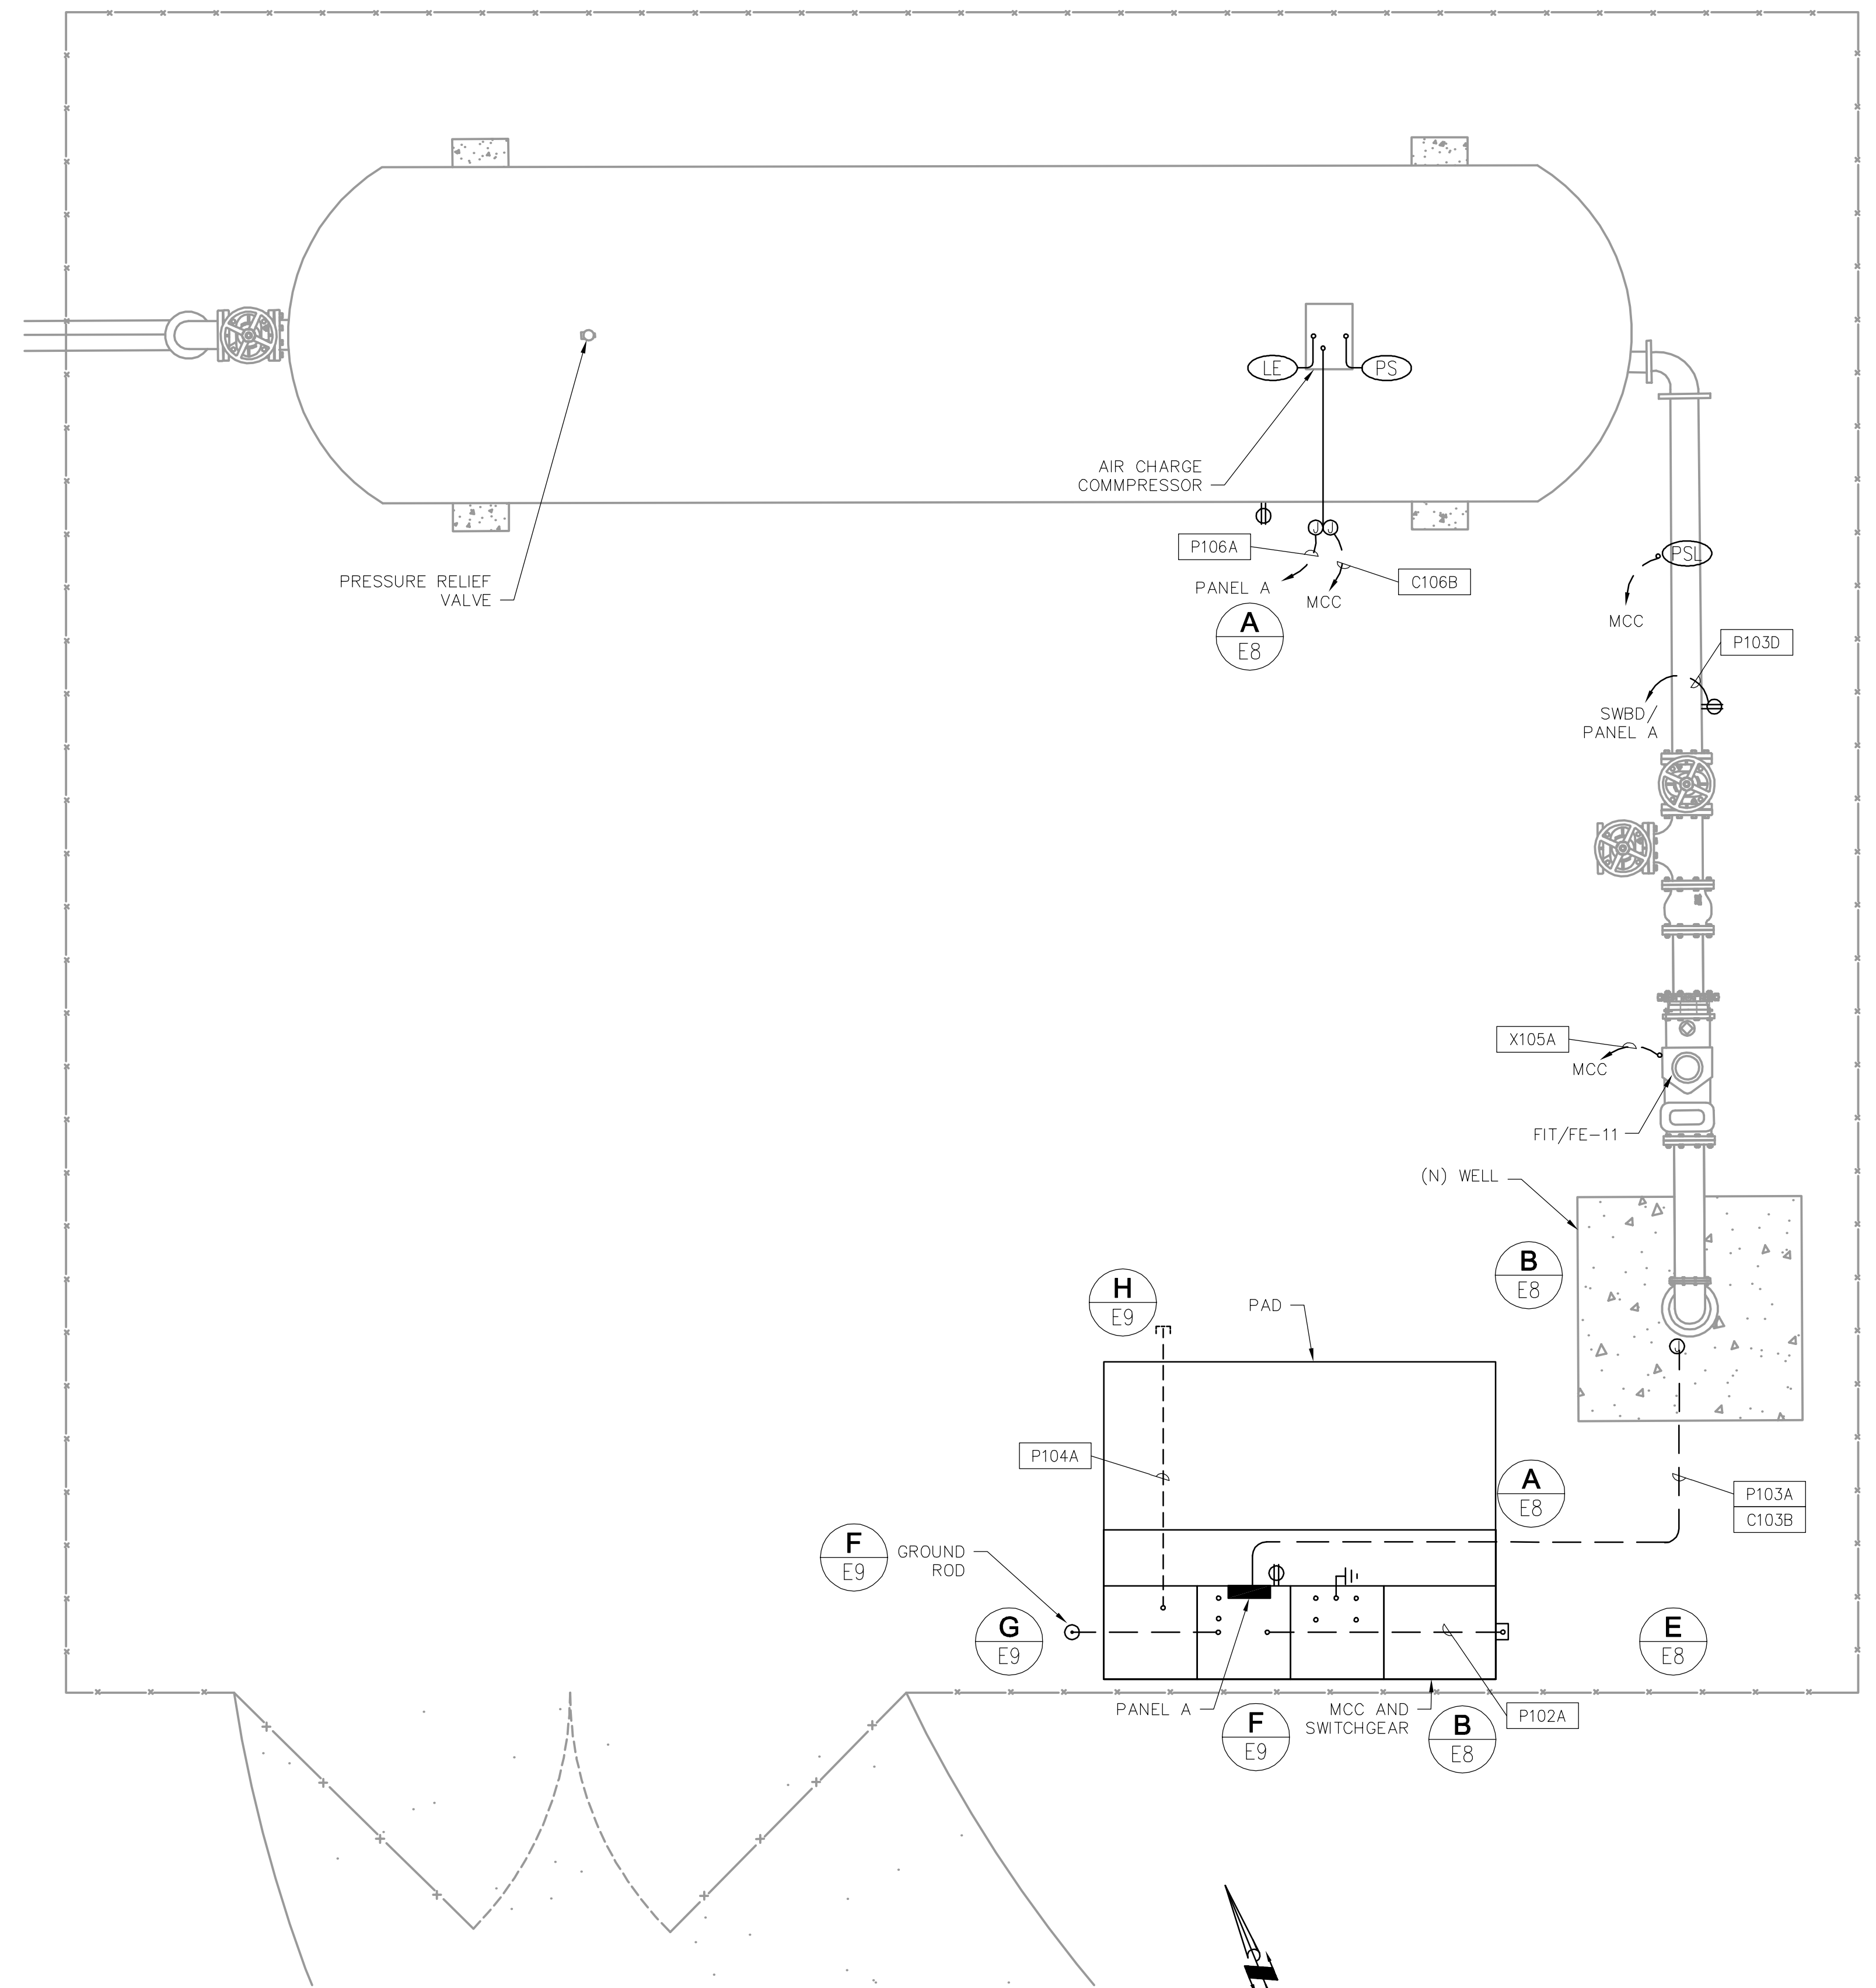 LE
PS
AIR CHARGE
COMMPRESSOR
J
J
P106A
PSL
PRESSURE RELIEF
VALVE
PANEL A
MCC
C106B
A
E8
MCC
P103D
SWBD/
PANEL A
X105A
MCC
FIT/FE-11
(N) WELL
B
E8
H
E9
PAD
J
P104A
A
E8
P103A
C103B
F
E9
GROUND
ROD
G
E9
E
E8
PANEL A
F
E9
MCC AND
SWITCHGEAR
B
E8
P102A